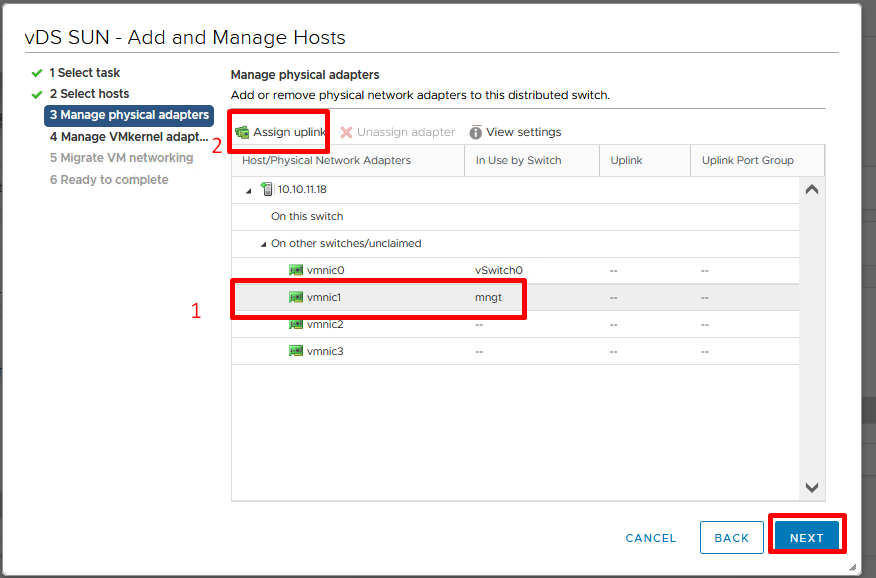 vDS SUN - Add and Manage Hosts
1 Select task
2 Select hosts
3 Manage physical adapters
4 Manage VMkernel adapt...
5 Migrate VM networking
6 Ready to complete
Manage physical adapters
Add or remove physical network adapters to this distributed switch.
2
Assign uplink Unassign adapter View settings
Host/Physical Network Adapters In Use by Switch Uplink Uplink Port Group
10.10.11.18
On this switch
On other switches/unclaimed
vmnic0 vSwitch0 -- --
1
vmnic1 mngt -- --
vmnic2 -- -- --
vmnic3 -- -- --
CANCEL BACK NEXT